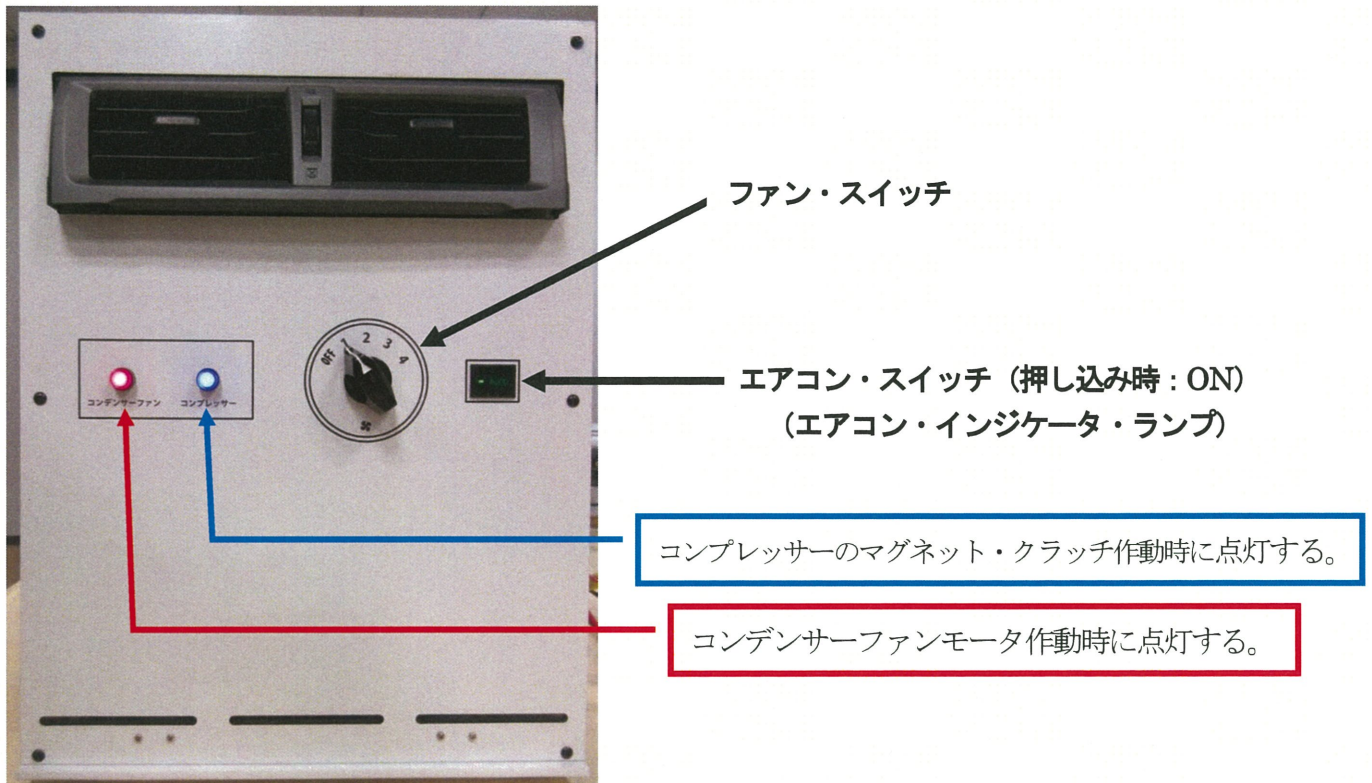 ファン・スイッチ
OFF 1 2 3 4
エアコン・スイッチ（押し込み時：ON）
（エアコン・インジケータ・ランプ）
コンデンサーファン
コンプレッサー
コンプレッサーのマグネット・クラッチ作動時に点灯する。
コンデンサーファンモータ作動時に点灯する。